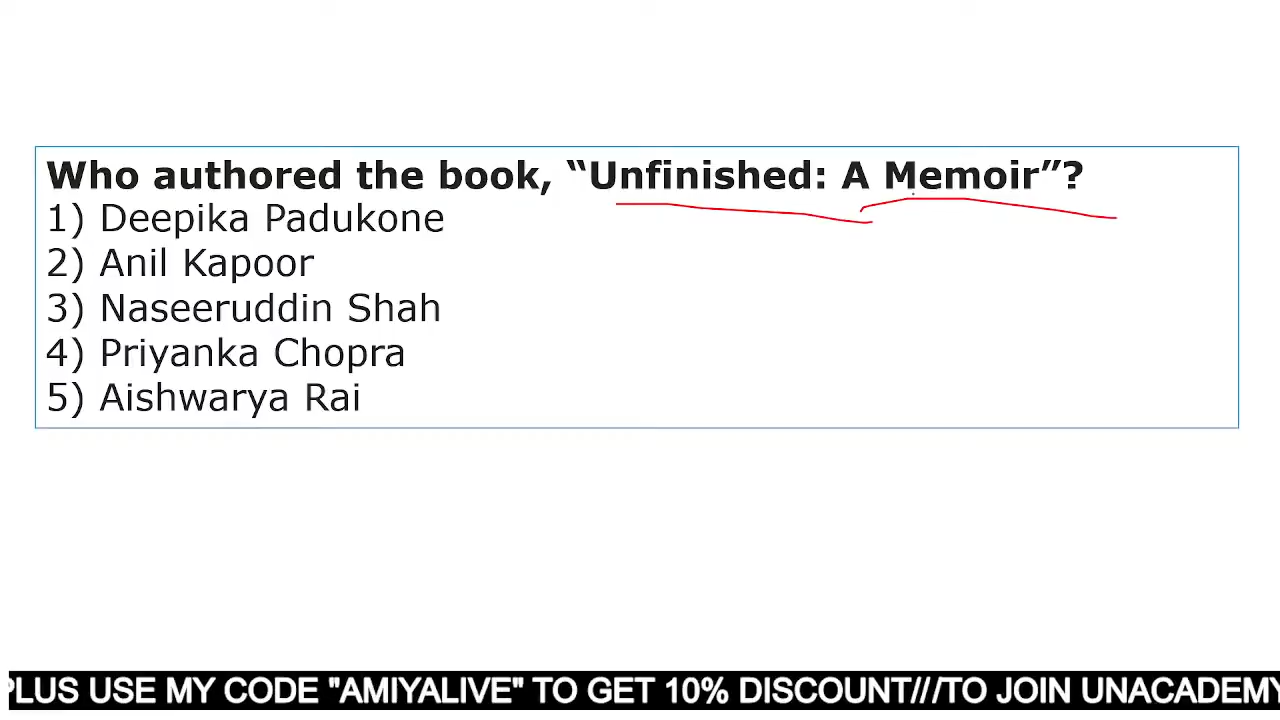 Who authored the book, “Unfinished: A Memoir”?
1) Deepika Padukone
2) Anil Kapoor
3) Naseeruddin Shah
4) Priyanka Chopra
5) Aishwarya Rai
PLUS USE MY CODE "AMIYALIVE" TO GET 10% DISCOUNT///TO JOIN UNACADEMY